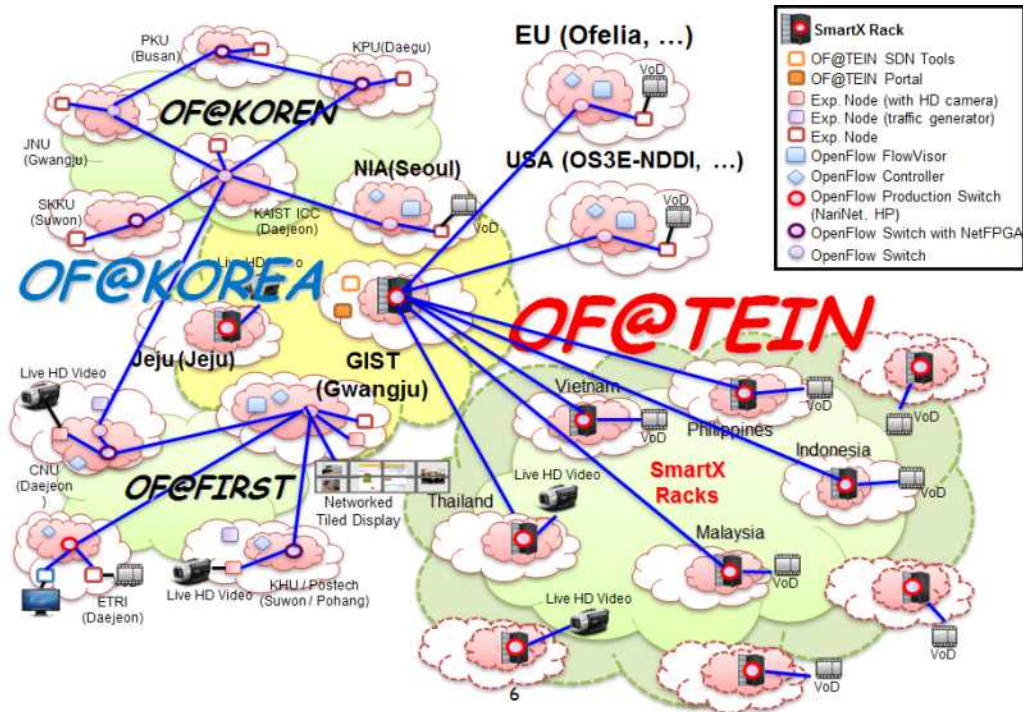 PKU
(Busan)
KPU(Daegu)
OF@KOREN
JNU
(Gwangju)
SKKU
(Suwon)
KAIST ICC
(Daejeon)
NIA(Seoul)
VoD
EU (Ofelia, ...)
VoD
USA (OS3E-NDDI, ...)
VoD
SmartX Rack
OF@TEIN SDN Tools
OF@TEIN Portal
Exp. Node (with HD camera)
Exp. Node (traffic generator)
Exp. Node
OpenFlow FlowVisor
OpenFlow Controller
OpenFlow Production Switch
(NariNet, HP)
OpenFlow Switch with NetFPGA
OpenFlow Switch
OF@KOREA
Live HD Video
Jeju (Jeju)
GIST
(Gwangju)
OF@TEIN
Vietnam
VoD
Philippines
VoD
VoD
Indonesia
VoD
SmartX
Racks
Thailand
Live HD Video
Malaysia
VoD
Live HD Video
VoD
VoD
Live HD Video
CNU
(Daejeon
)
OF@FIRST
Networked
Tiled Display
ETRI
(Daejeon)
Live HD Video
KHU / Postech
(Suwon / Pohang)
6